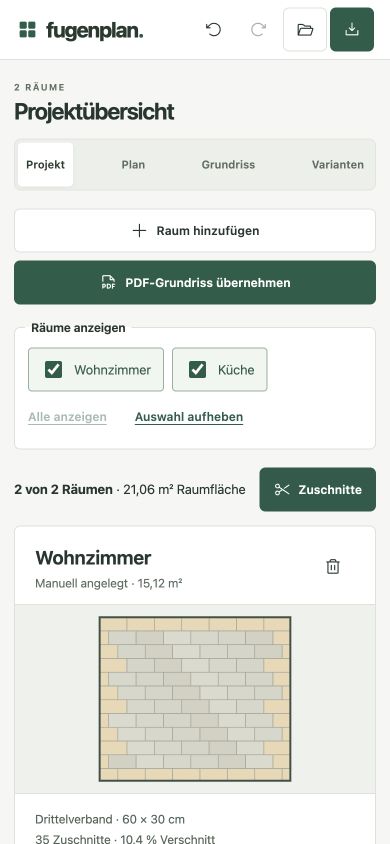 fugenplan.
2 RÄUME
Projektübersicht
Projekt
Plan
Grundriss
Varianten
Raum hinzufügen
PDF
PDF-Grundriss übernehmen
Räume anzeigen
Wohnzimmer
Küche
Alle anzeigen
Auswahl aufheben
2 von 2 Räumen · 21,06 m² Raumfläche
Zuschnitte
Wohnzimmer
Manuell angelegt · 15,12 m²
Drittelverband · 60 × 30 cm
35 Zuschnitte · 10.4 % Verschnitt